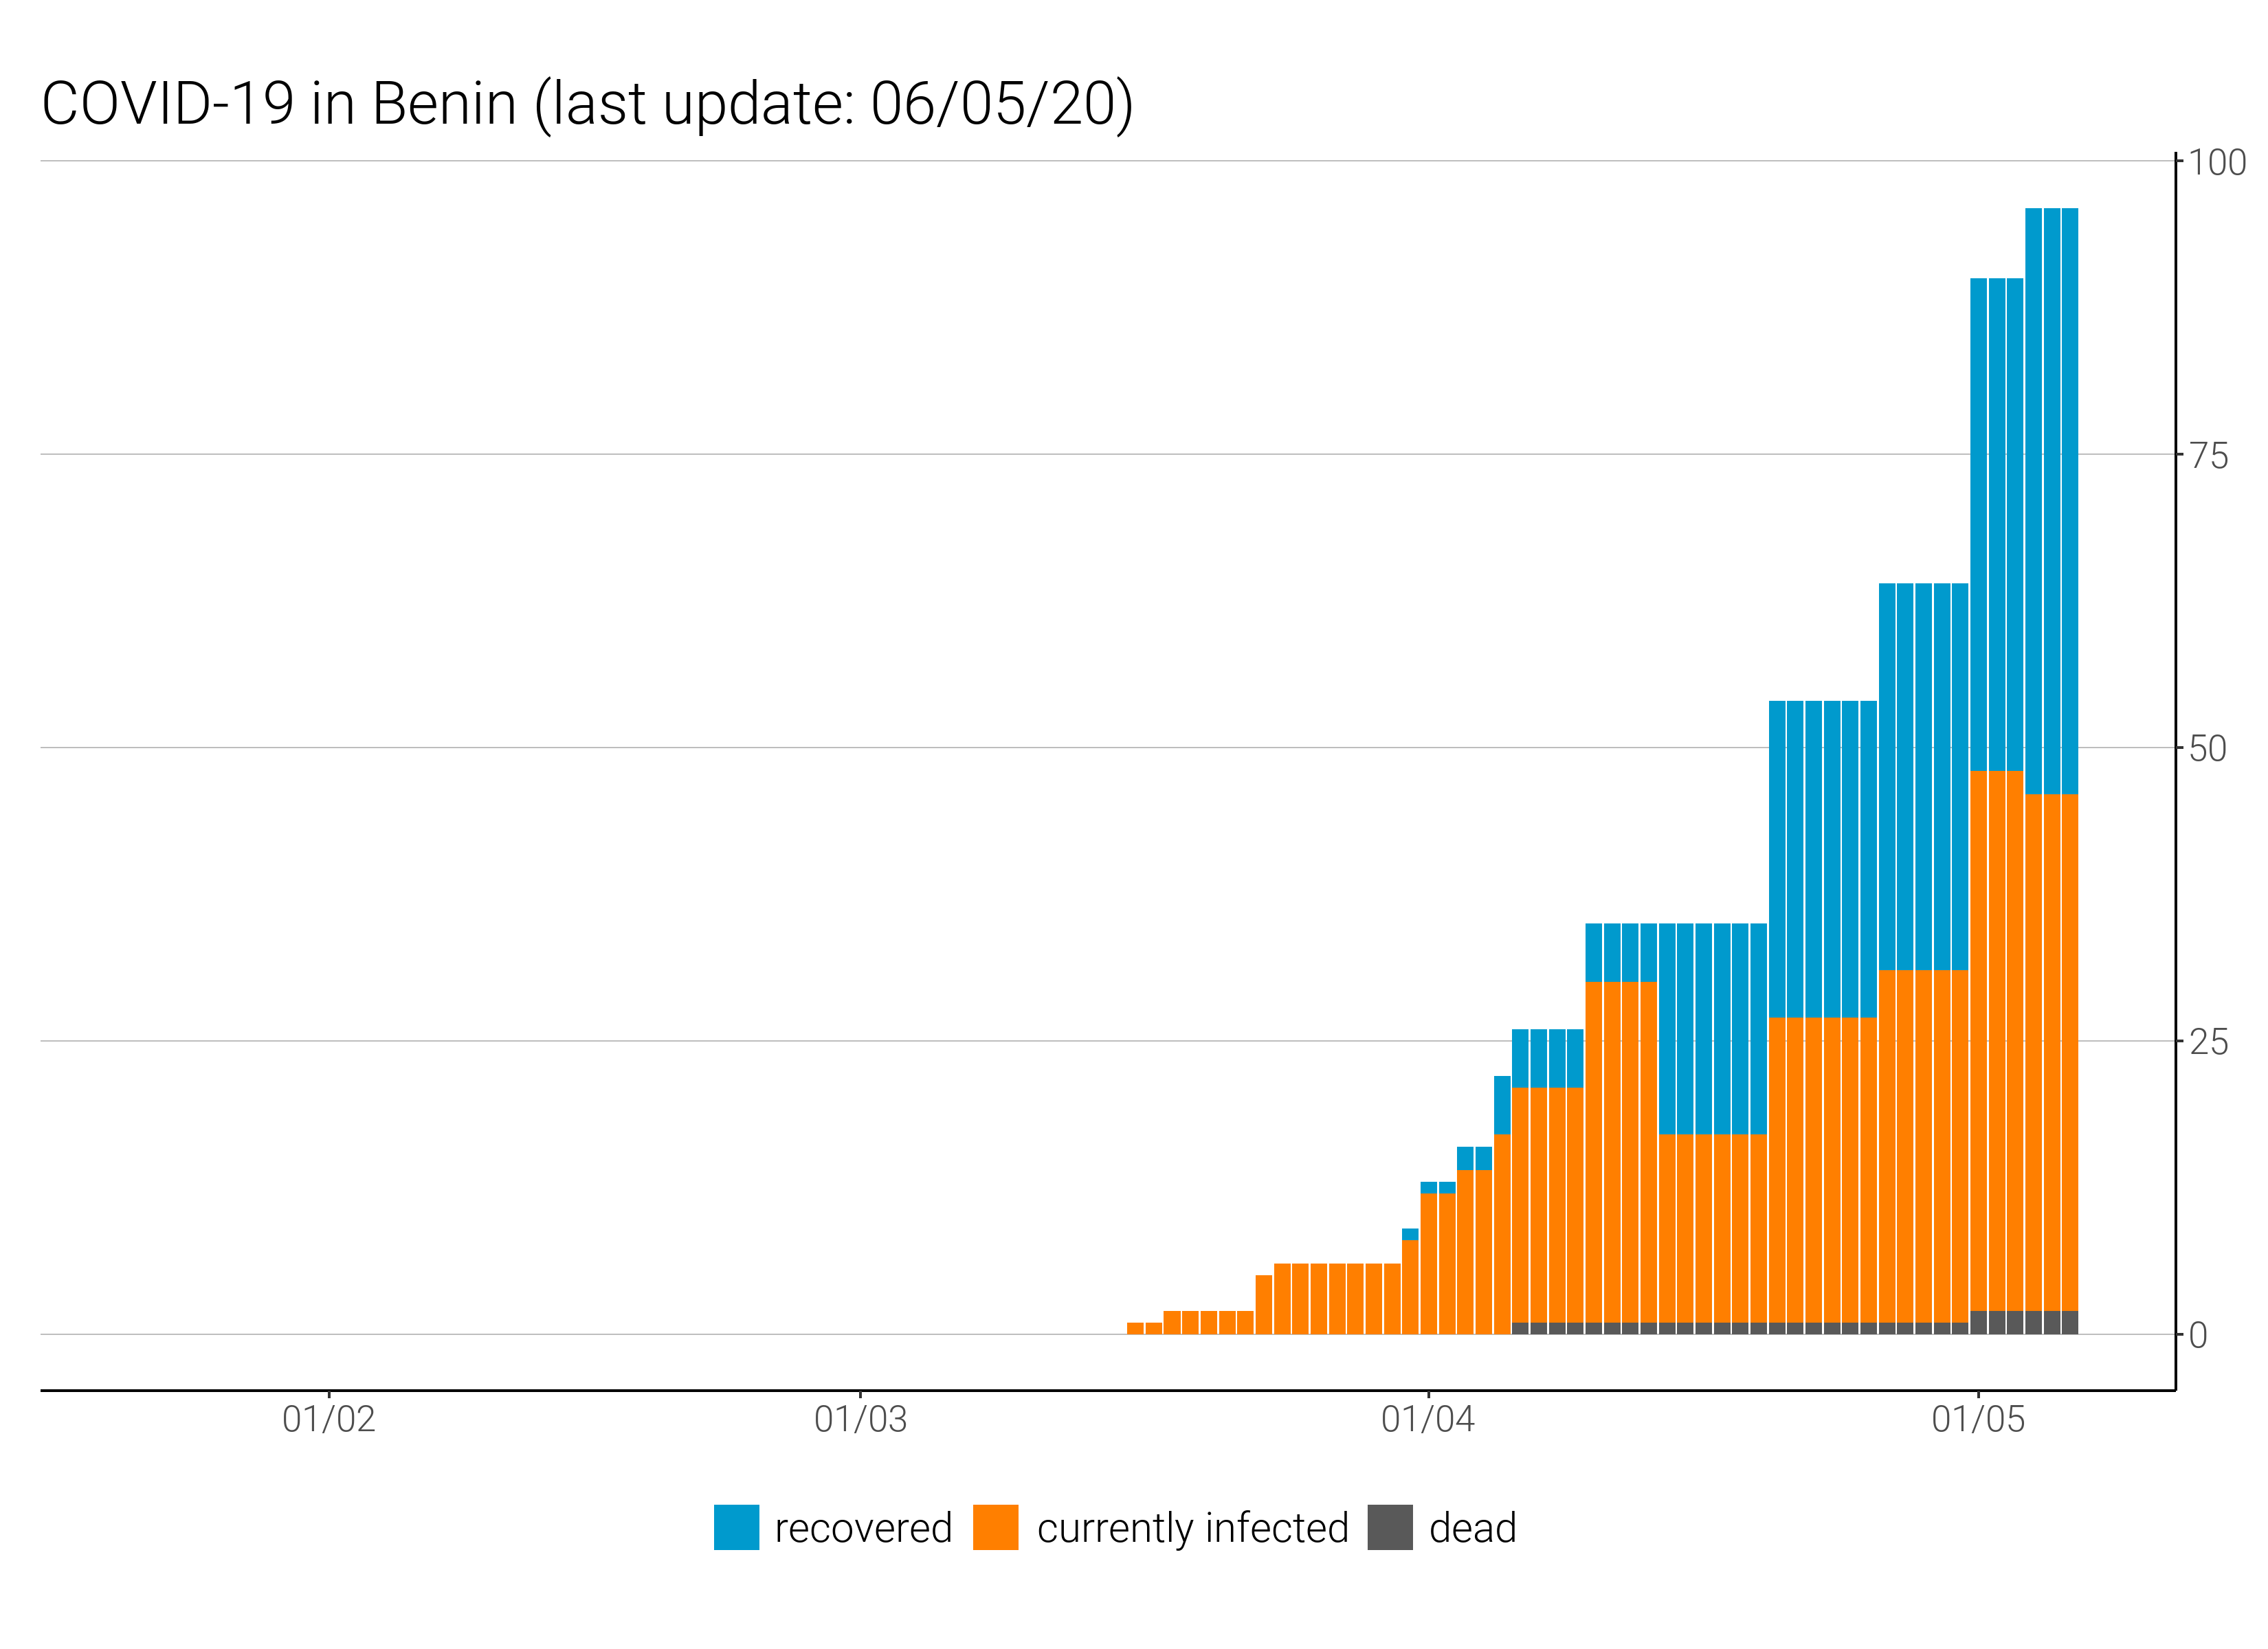 COVID-19 in Benin (last update: 06/05/20)
100
75
50
25
0
01/02 01/03 01/04 01/05
recovered currently infected dead